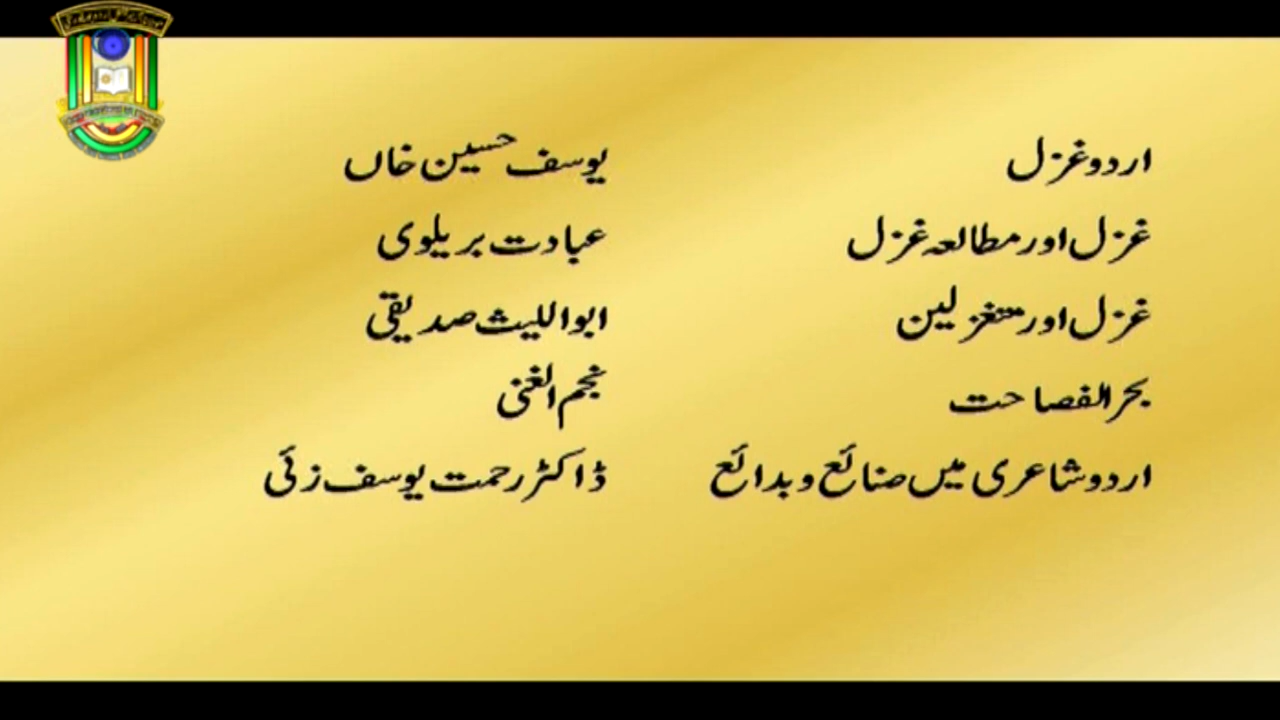 اردو غزل یوسف حسین خاں
غزل اور مطالعہ غزل عبادت بریلوی
غزل اور متغزلین ابواللیث صدیقی
بحر الفصاحت نجم الغنی
اردو شاعری میں صنائع و بدائع ڈاکٹر رحمت یوسف زئی